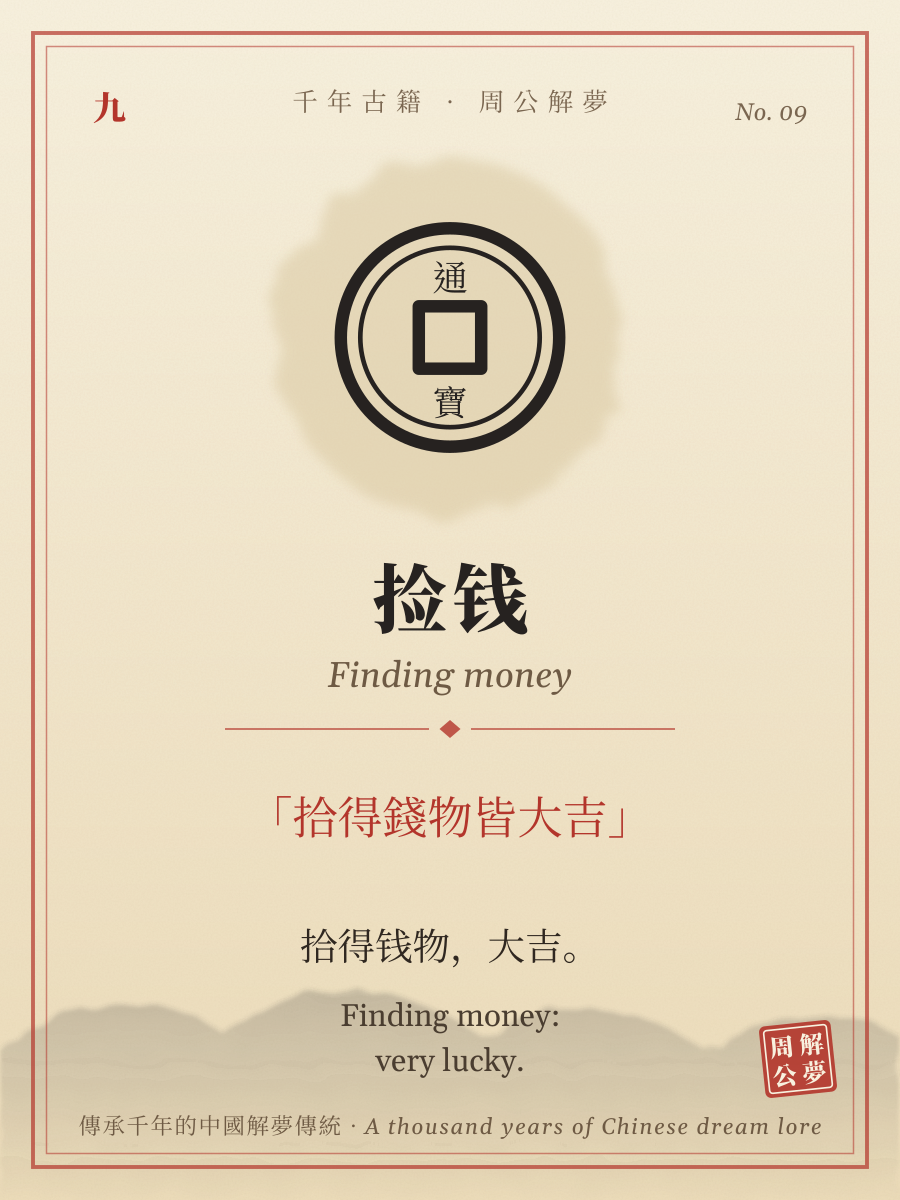 九
千年古籍 · 周公解夢
No. 09
通
寶
捡钱
Finding money
「拾得錢物皆大吉」
拾得钱物，大吉。
Finding money:
very lucky.
周解
公夢
傳承千年的中國解夢傳統 · A thousand years of Chinese dream lore